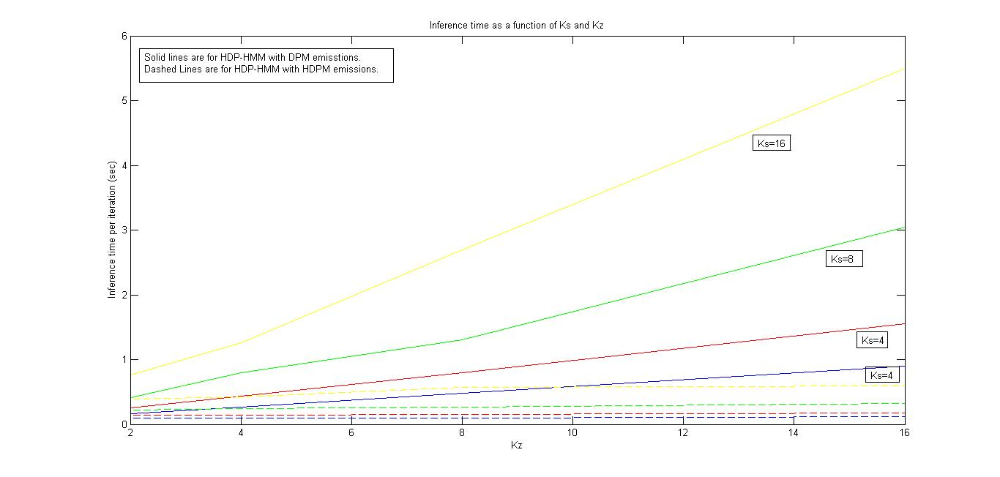 Inference time as a function of Ks and Kz
6
Solid lines are for HDP-HMM with DPM emisstions.
Dashed Lines are for HDP-HMM with HDPM emissions.
5
Ks=16
4
Inference time per iteration (sec)
3
Ks=8
2
Ks=4
1
Ks=4
0
2 4 6 8 10 12 14 16
Kz